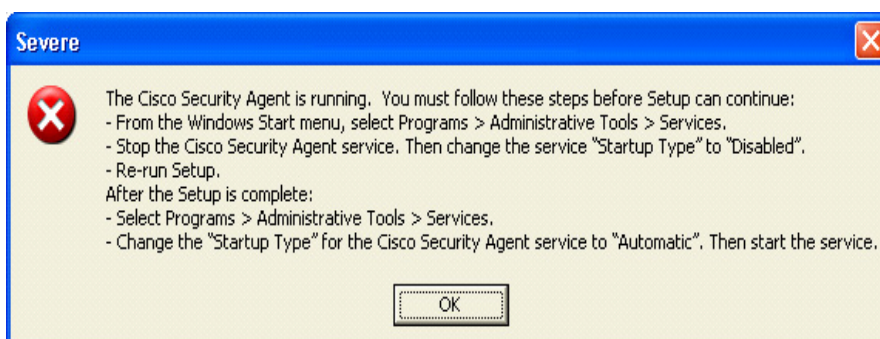 Severe
The Cisco Security Agent is running. You must follow these steps before Setup can continue:
- From the Windows Start menu, select Programs > Administrative Tools > Services.
- Stop the Cisco Security Agent service. Then change the service "Startup Type" to "Disabled".
- Re-run Setup.
After the Setup is complete:
- Select Programs > Administrative Tools > Services.
- Change the "Startup Type" for the Cisco Security Agent service to "Automatic". Then start the service.
OK